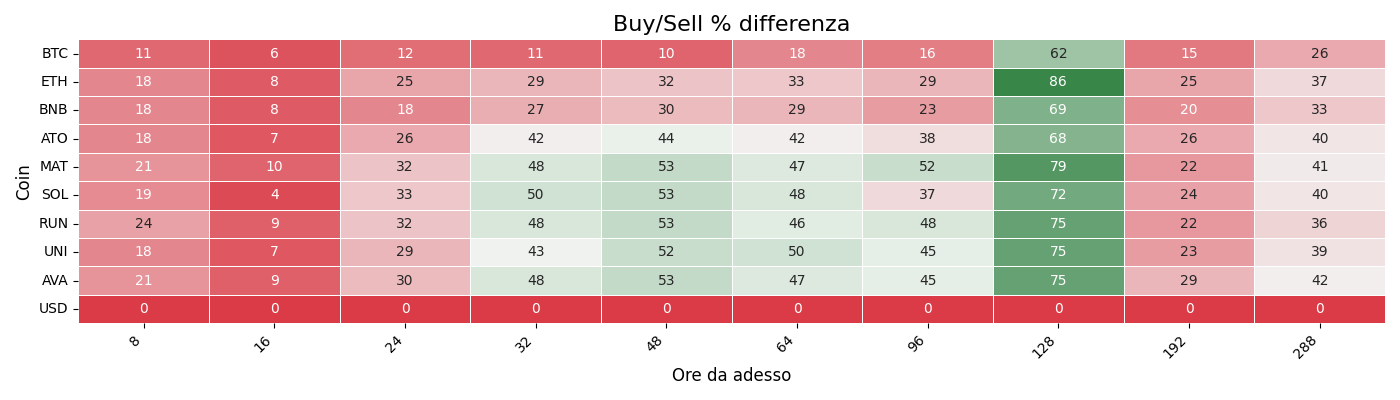 Buy/Sell % differenza
Coin
BTC 11 6 12 11 10 18 16 62 15 26
ETH 18 8 25 29 32 33 29 86 25 37
BNB 18 8 18 27 30 29 23 69 20 33
ATO 18 7 26 42 44 42 38 68 26 40
MAT 21 10 32 48 53 47 52 79 22 41
SOL 19 4 33 50 53 48 37 72 24 40
RUN 24 9 32 48 53 46 48 75 22 36
UNI 18 7 29 43 52 50 45 75 23 39
AVA 21 9 30 48 53 47 45 75 29 42
USD 0 0 0 0 0 0 0 0 0 0
8 16 24 32 48 64 96 128 192 288
Ore da adesso